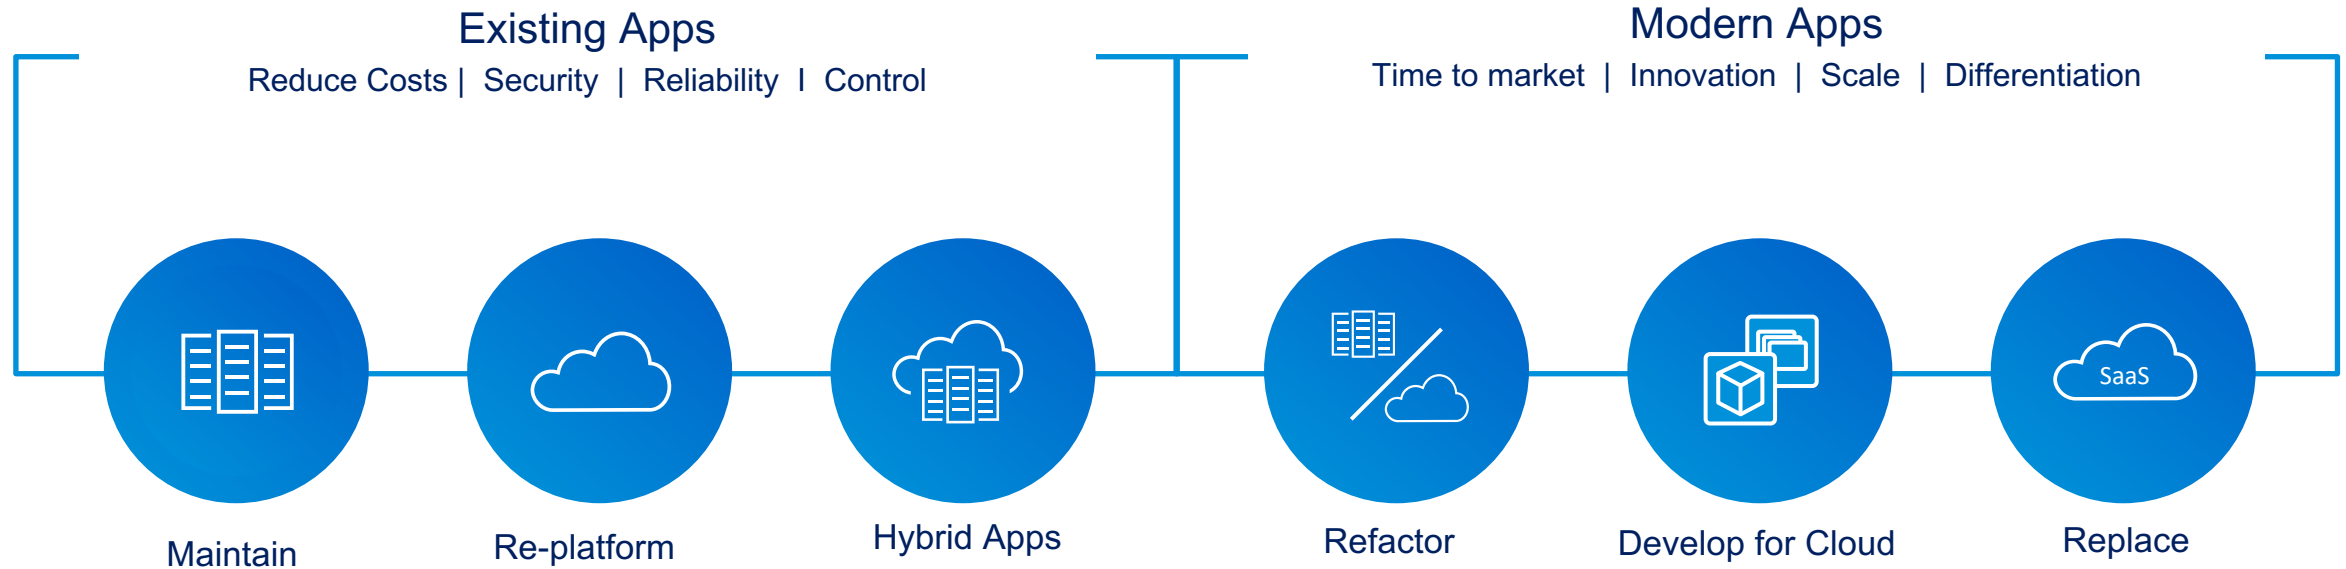 Existing Apps
Reduce Costs | Security | Reliability I Control
Modern Apps
Time to market | Innovation | Scale | Differentiation
SaaS
Maintain
Re-platform
Hybrid Apps
Refactor
Develop for Cloud
Replace